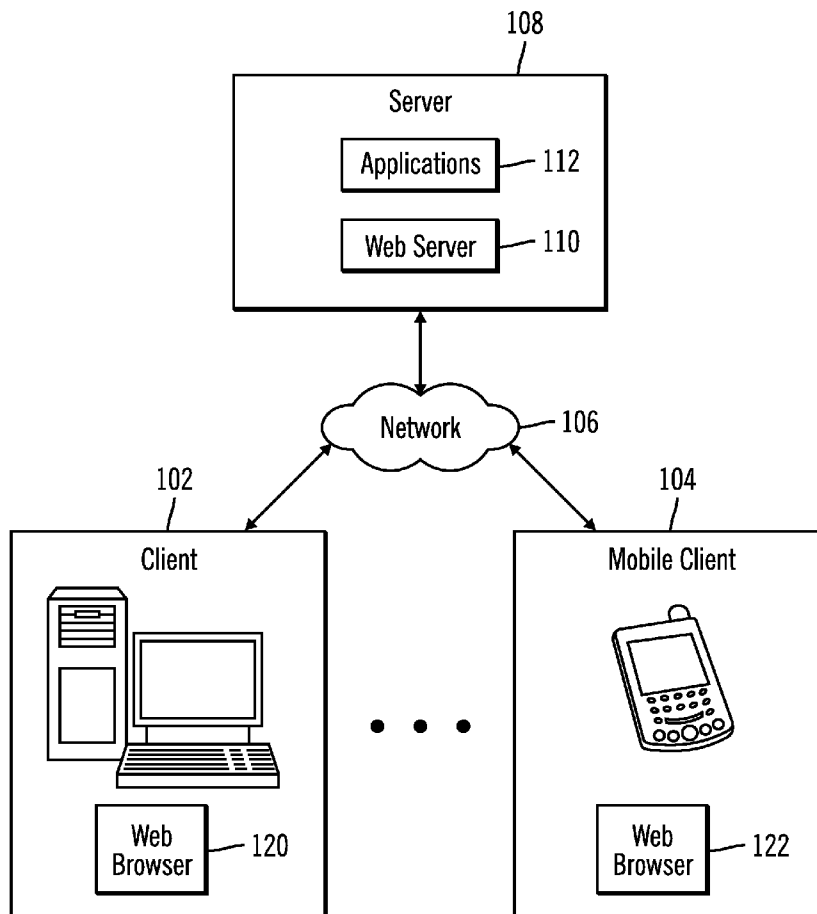 108
Server
Applications
112
Web Server
110
Network
106
102
104
Client
Mobile Client
Web
Browser
120
Web
Browser
122